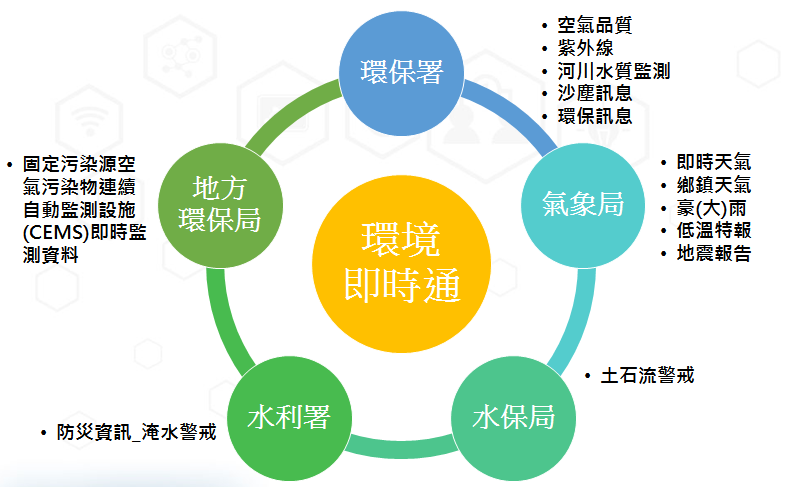 環保署
• 空氣品質
• 紫外線
• 河川水質監測
• 沙塵訊息
• 環保訊息
氣象局
• 即時天氣
• 鄉鎮天氣
• 豪(大)雨
• 低溫特報
• 地震報告
水保局
• 土石流警戒
水利署
• 防災資訊_淹水警戒
地方
環保局
• 固定污染源空
氣污染物連續
自動監測設施
(CEMS)即時監
測資料
環境
即時通